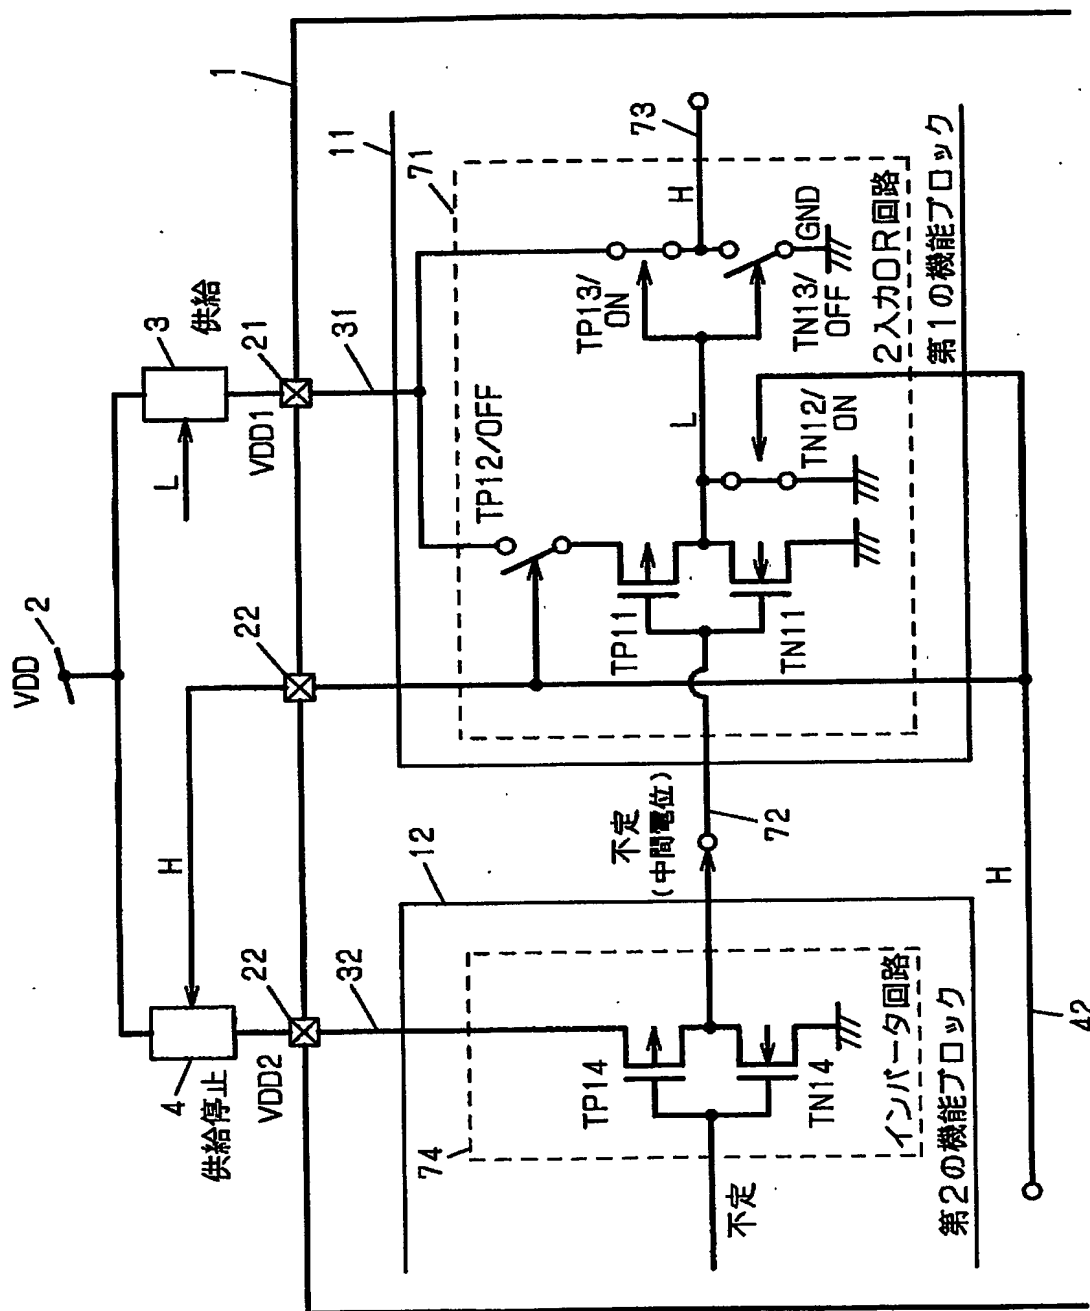 VDD
2
H
L
4
供給停止
3
供給
VDD2
22
22
VDD1
21
1
32
31
12
11
74
71
不定
TP14
TN14
インバータ回路
第2の機能ブロック
不定
(中間電位)
72
TP12/OFF
TP11
TN11
L
TN12/
ON
TP13/
ON
TN13/
OFF
GND
H
73
2入力OR回路
第1の機能ブロック
H
42